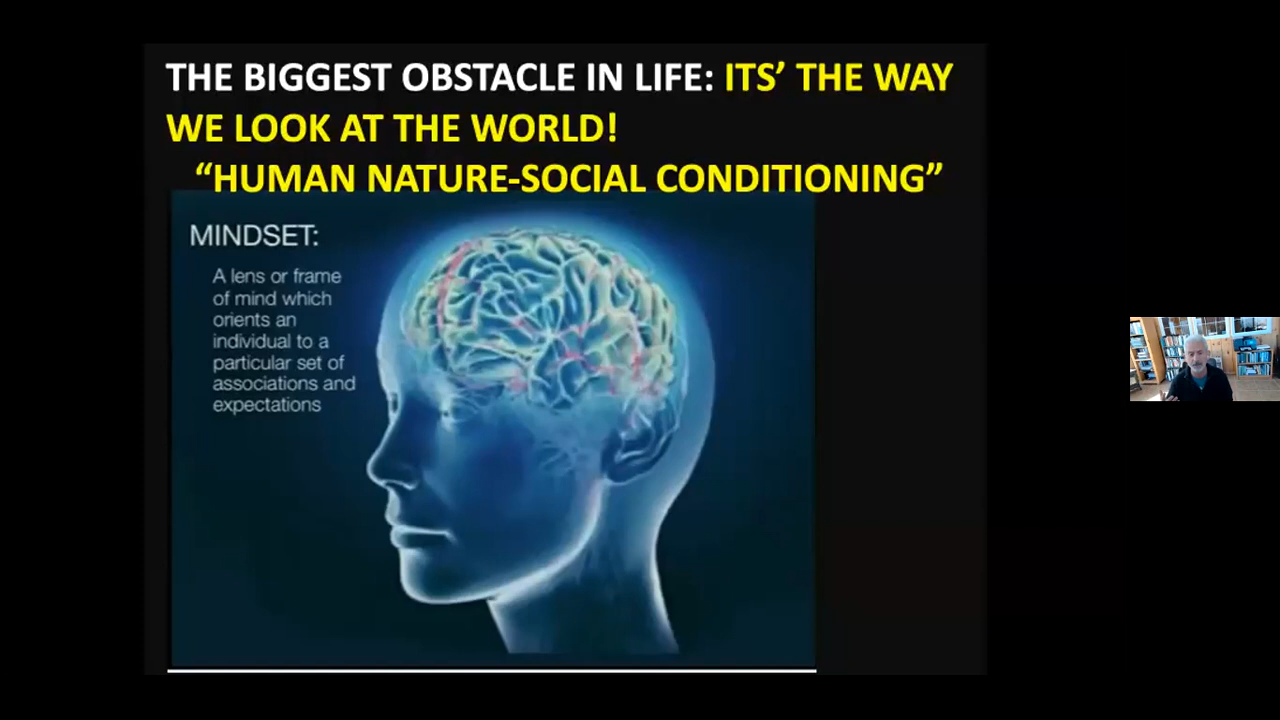 THE BIGGEST OBSTACLE IN LIFE: ITS’ THE WAY
WE LOOK AT THE WORLD!
“HUMAN NATURE-SOCIAL CONDITIONING”
MINDSET:
A lens or frame
of mind which
orients an
individual to a
particular set of
associations and
expectations